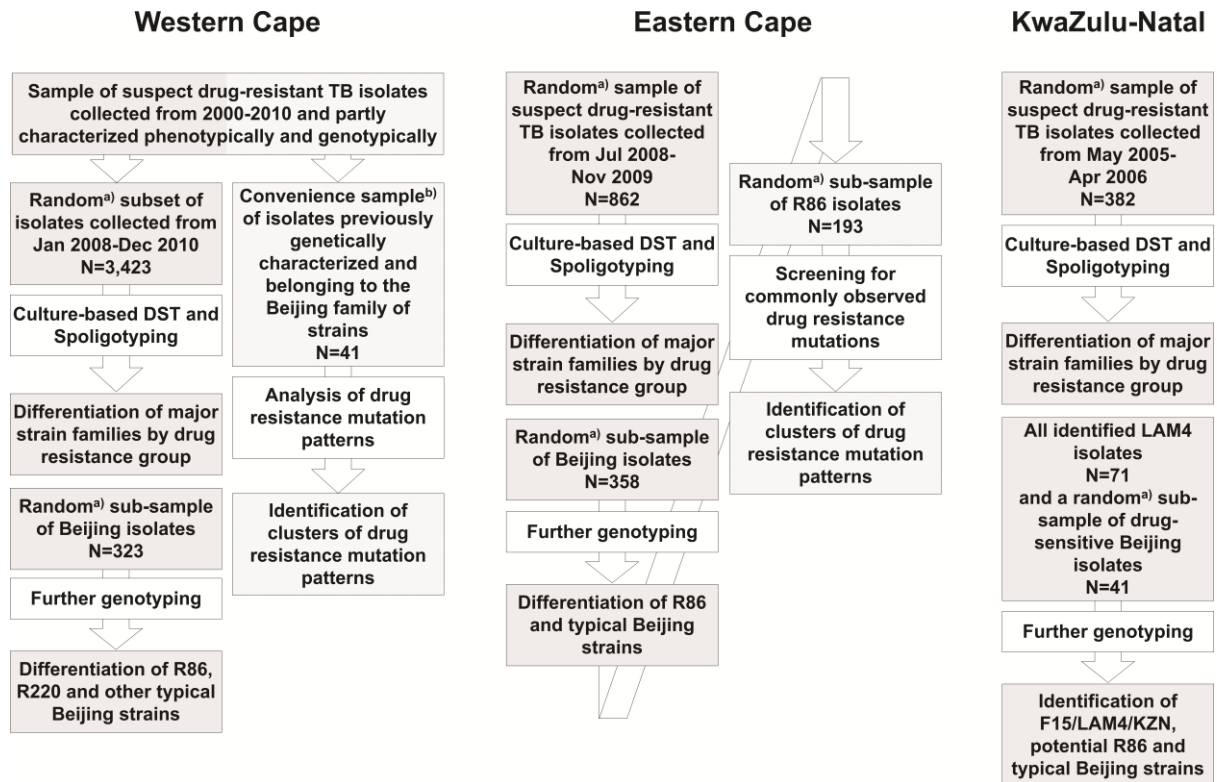 Western Cape
Sample of suspect drug-resistant TB isolates
collected from 2000-2010 and partly
characterized phenotypically and genotypically
Random a) subset
of isolates collected from
Jan 2008-Dec 2010
N=3,423
Culture-based DST and
Spoligotyping
Differentiation of major
strain families by drug
resistance group
Random a) sub-sample
of Beijing isolates
N=323
Further genotyping
Differentiation of R86,
R220 and other typical
Beijing strains
Convenience sample b)
of isolates previously
genetically
characterized and
belonging to the
Beijing family of
strains
N=41
Analysis of drug
resistance mutation
patterns
Identification of
clusters of drug
resistance mutation
patterns
Eastern Cape
Random a) sample of
suspect drug-resistant
TB isolates collected
from Jul 2008-
Nov 2009
N=862
Culture-based DST and
Spoligotyping
Differentiation of major
strain families by drug
resistance group
Random a) sub-sample
of Beijing isolates
N=358
Further genotyping
Differentiation of R86
and typical Beijing
strains
Random a) sub-sample
of R86 isolates
N=193
Screening for
commonly observed
drug resistance
mutations
Identification of
clusters of drug
resistance mutation
patterns
KwaZulu-Natal
Random a) sample of
suspect drug-resistant
TB isolates collected
from May 2005-
Apr 2006
N=382
Culture-based DST and
Spoligotyping
Differentiation of major
strain families by drug
resistance group
All identified LAM4
isolates
N=71
and a random a) sub-
sample of drug-
sensitive Beijing
isolates
N=41
Further genotyping
Identification of
F15/LAM4/KZN,
potential R86 and
typical Beijing strains